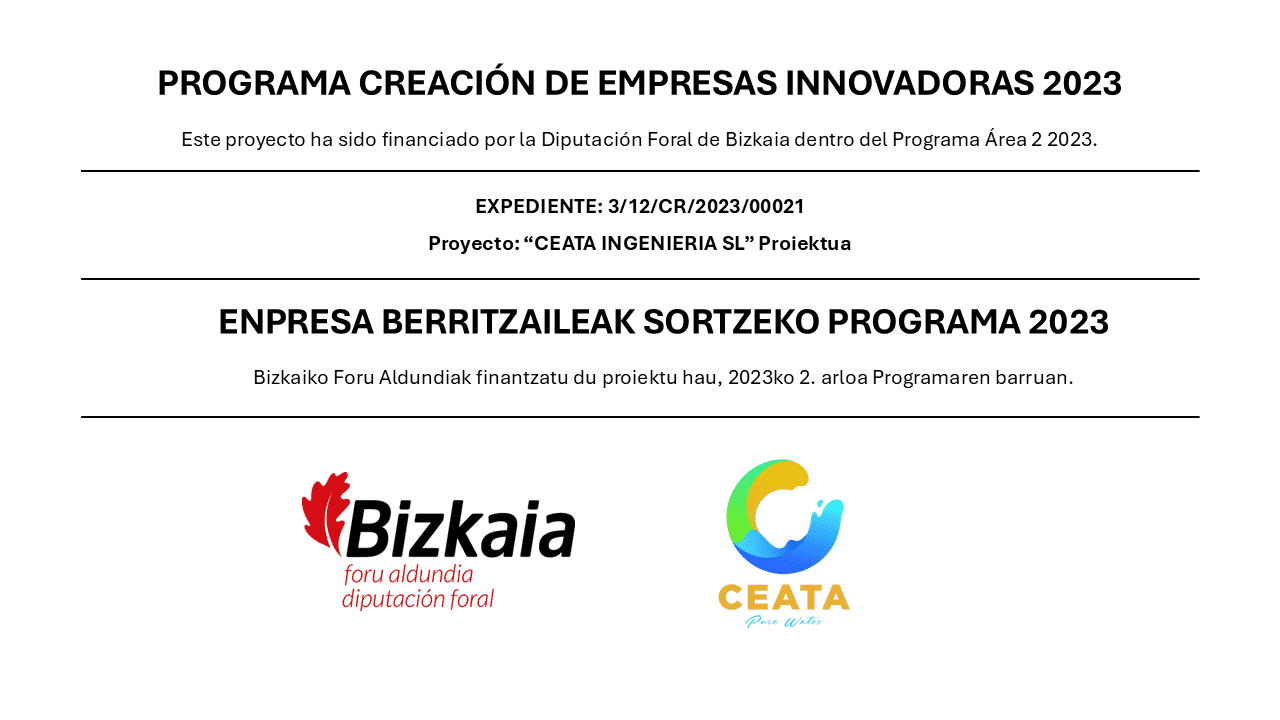 PROGRAMA CREACIÓN DE EMPRESAS INNOVADORAS 2023
Este proyecto ha sido financiado por la Diputación Foral de Bizkaia dentro del Programa Área 2 2023.
EXPEDIENTE: 3/12/CR/2023/00021
Proyecto: “CEATA INGENIERIA SL” Proiektua
ENPRESA BERRITZAILEAK SORTZEKO PROGRAMA 2023
Bizkaiko Foru Aldundiak finantzatu du proiektu hau, 2023ko 2. arloa Programaren barruan.
Bizkaia
foru aldundia
diputación foral
CEATA
Pure Water